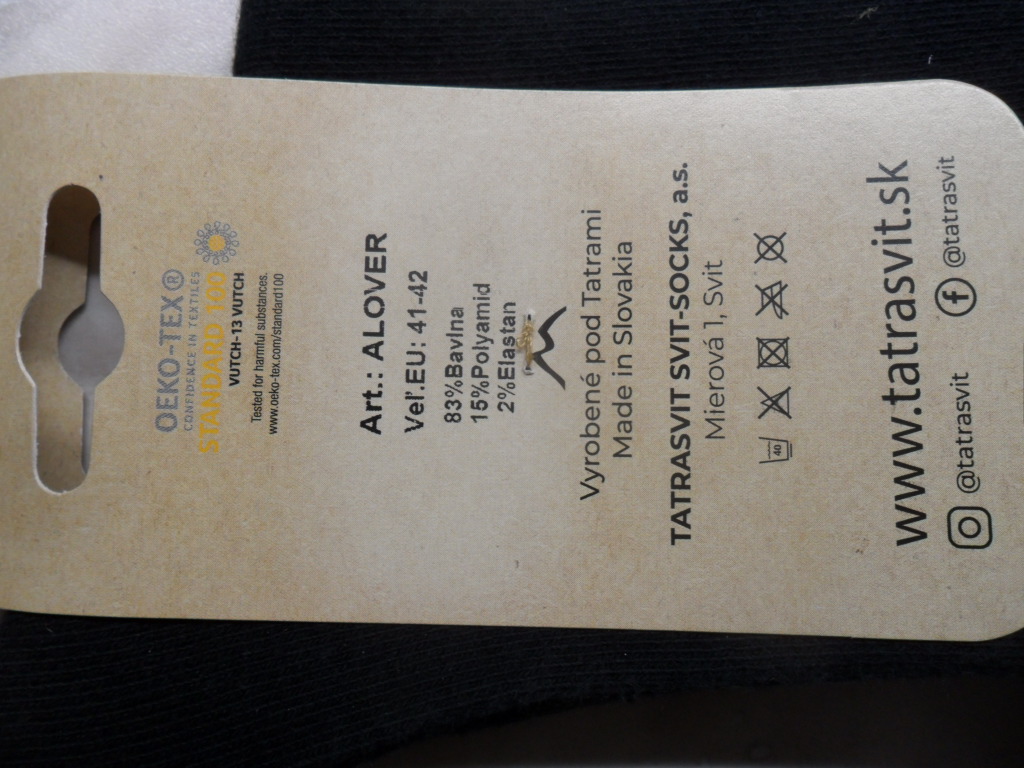 OEKO-TEX®
CONFIDENCE IN TEXTILES
STANDARD 100
VUTCH-13 VUTCH
Tested for harmful substances.
www.oeko-tex.com/standard100
Art.: ALOVER
Veľ.EU: 41-42
83%Bavlna
15%Polyamid
2%Elastan
Vyrobené pod Tatrami
Made in Slovakia
TATRASVIT SVIT-SOCKS, a.s.
Mierová 1, Svit
40
www.tatrasvit.sk
@tatrasvit @tatrasvit